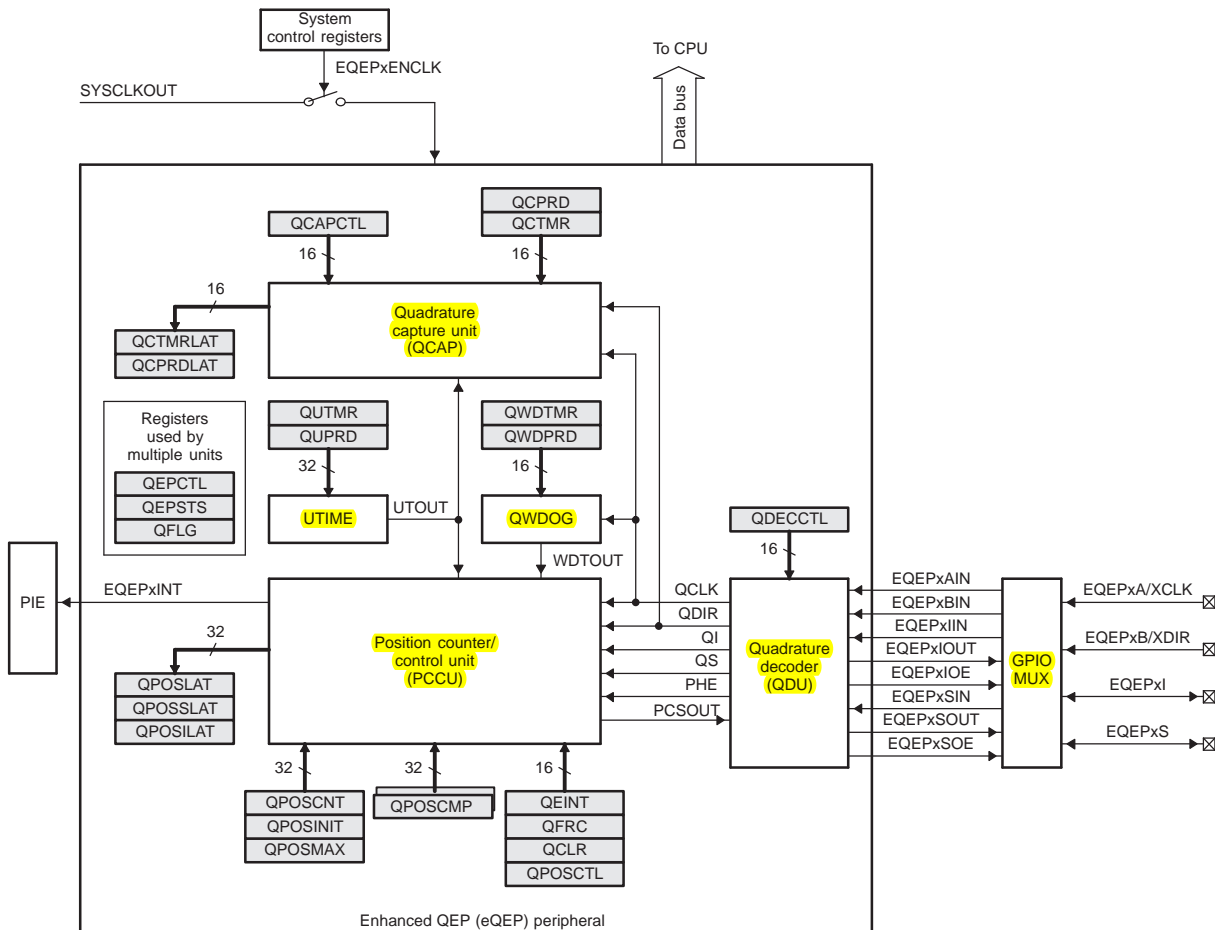 System
control registers
To CPU
EQEPxENCLK
SYSCLKOUT
Data bus
QCPRD
QCAPCTL
QCTMR
16
16
16
Quadrature
capture unit
(QCAP)
QCTMRLAT
QCPRDLAT
Registers
used by
multiple units
QEPCTL
QEPSTS
QFLG
QUTMR
QUPRD
32
QWDTMR
QWDPRD
16
UTIME
UTOUT
QWDOG
WDTOUT
QDECCTL
16
PIE
EQEPxINT
32
Position counter/
control unit
(PCCU)
QCLK
QDIR
QI
QS
PHE
PCSOUT
Quadrature
decoder
(QDU)
EQEPxAIN
EQEPxBIN
EQEPxIIN
EQEPxIOUT
EQEPxIOE
EQEPxSIN
EQEPxSOUT
EQEPxSOE
GPIO
MUX
EQEPxA/XCLK
EQEPxB/XDIR
EQEPxI
EQEPxS
QPOSLAT
QPOSSLAT
QPOSILAT
32
32
16
QPOSCNT
QPOSINIT
QPOSMAX
QPOSCMP
QEINT
QFRC
QCLR
QPOSCTL
Enhanced QEP (eQEP) peripheral